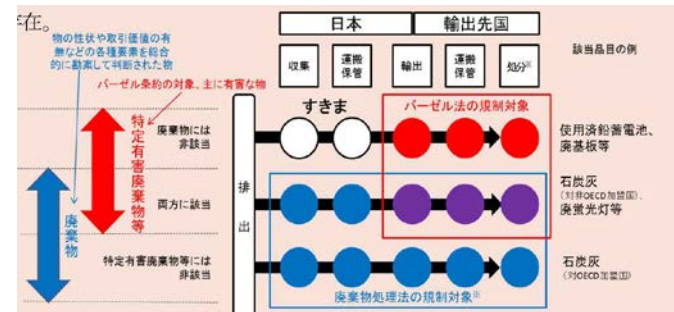 存在。
物の性状や取引価値の有
無などの各種要素を総合
的に勘案して判断された物
バーゼル条約の対象、主に有害な物
日本
輸出先国
該当品目の例
収集
運搬
保管
輸出
運搬
保管
処分※
すきま
バーゼル法の規制対象
特定有害廃棄物等
廃棄物
廃棄物には
非該当
両方に該当
特定有害廃棄物等には
非該当
排出
使用済鉛蓄電池、
廃基板等
石炭灰
(対非OECD加盟国)、
廃蛍光灯等
石炭灰
(対OECD加盟国)
廃棄物処理法の規制対象※